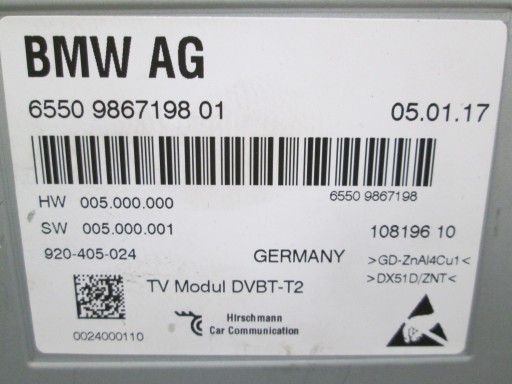 BMW AG
6550 9867198 01 05.01.17
6550 9867198
HW 005.000.000
SW 005.000.001 108196 10
920-405-024 GERMANY >GD-ZnAl4Cu1<
>DX51D/ZNT<
TV Modul DVBT-T2
Hirschmann
Car Communication
0024000110